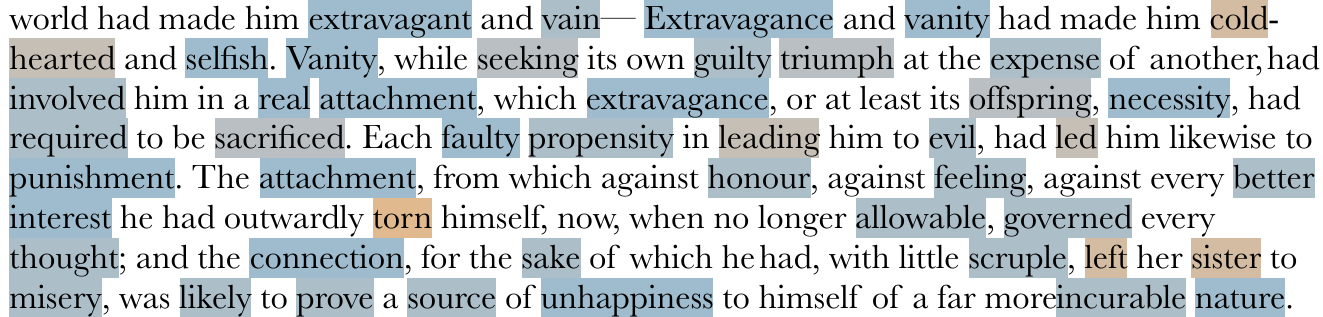 world had made him extravagant and vain— Extravagance and vanity had made him cold-
hearted and selfish. Vanity, while seeking its own guilty triumph at the expense of another, had
involved him in a real attachment, which extravagance, or at least its offspring, necessity, had
required to be sacrificed. Each faulty propensity in leading him to evil, had led him likewise to
punishment. The attachment, from which against honour, against feeling, against every better
interest he had outwardly torn himself, now, when no longer allowable, governed every
thought; and the connection, for the sake of which he had, with little scruple, left her sister to
misery, was likely to prove a source of unhappiness to himself of a far more incurable nature.